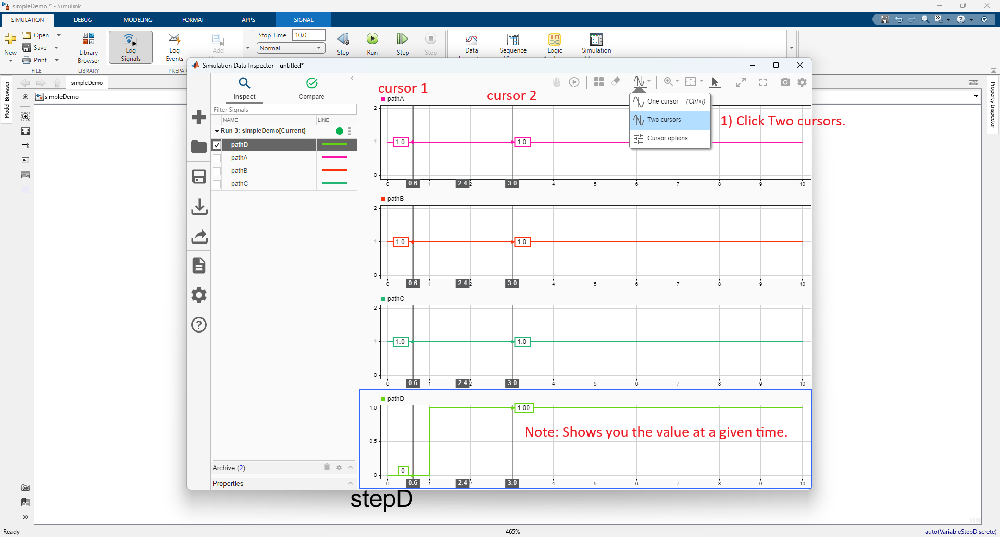 simpleDemo * - Simulink
SIMULATION DEBUG MODELING FORMAT APPS SIGNAL
New
Open
Save
Print
FILE
Library Browser
LIBRARY
Log Signals
Log Events
Add
PREPAR
Stop Time 10.0
Normal
Step
Run
Step
Stop
Data
Sequence
Logic
Simulation
Simulation Data Inspector - untitled*
Model Browser
simpleDemo
simpleDemo
Property Inspector
Inspect
Compare
Filter Signals
NAME LINE
Run 3: simpleDemo[Current]
pathD
pathA
pathB
pathC
Archive (2)
Properties
cursor 1
cursor 2
One cursor (Ctrl+I)
Two cursors
Cursor options
1) Click Two cursors.
pathA
2
1
0
1.0
1.0
0 0.6 1 2.4 2 3.0 4 5 6 7 8 9 10
pathB
2
1
0
1.0
1.0
0 0.6 1 2.4 2 3.0 4 5 6 7 8 9 10
pathC
2
1
0
1.0
1.0
0 0.6 1 2.4 2 3.0 4 5 6 7 8 9 10
pathD
1.0
0.5
0
1.00
Note: Shows you the value at a given time.
0
0 0.6 1 2.4 2 3.0 4 5 6 7 8 9 10
stepD
Ready
465%
auto(VariableStepDiscrete)